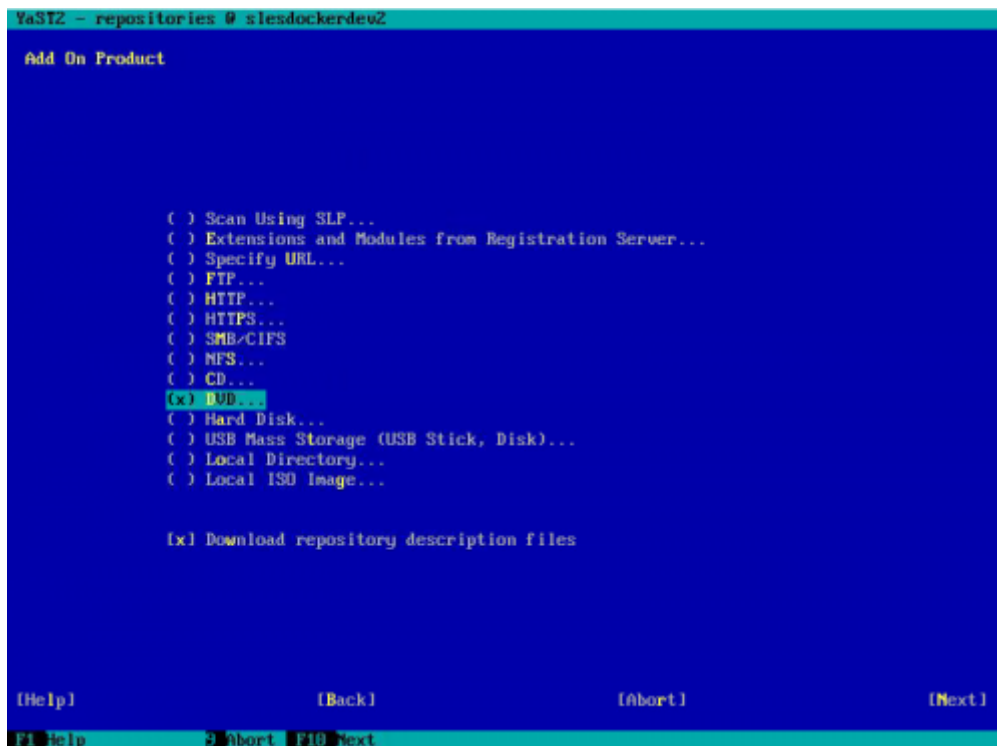 YaST2 - repositories @ slesdockerdev2
Add On Product
( ) Scan Using SLP...
( ) Extensions and Modules from Registration Server...
( ) Specify URL...
( ) FTP...
( ) HTTP...
( ) HTTPS...
( ) SMB/CIFS
( ) NFS...
( ) CD...
(x) DVD...
( ) Hard Disk...
( ) USB Mass Storage (USB Stick, Disk)...
( ) Local Directory...
( ) Local ISO Image...
[x] Download repository description files
[Help] [Back] [Abort] [Next]
F1 Help F9 Abort F10 Next